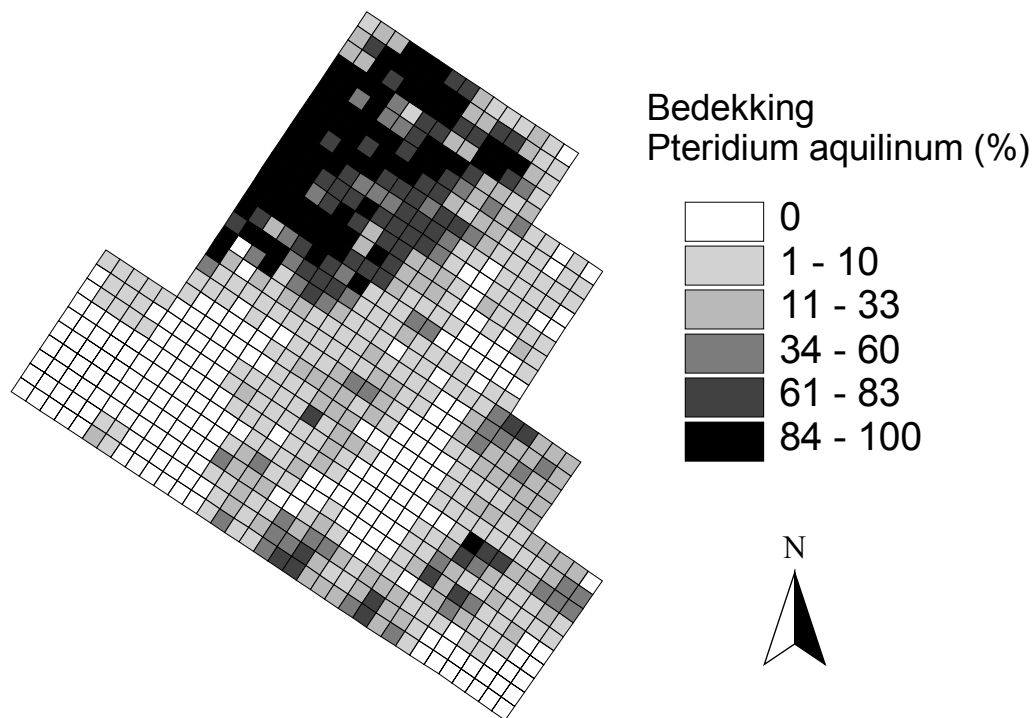 Bedekking
Pteridium aquilinum (%)
0
1 - 10
11 - 33
34 - 60
61 - 83
84 - 100
N